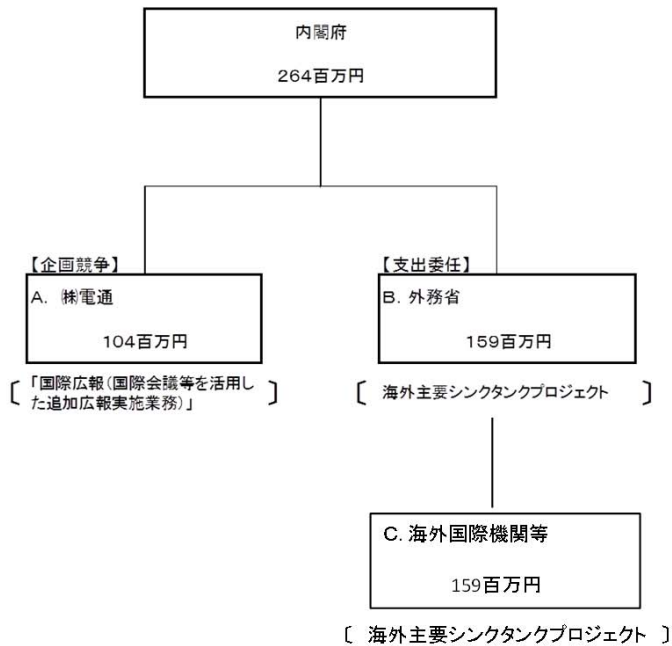 内閣府
264百万円
【企画競争】
A. ㈱電通
104百万円
〔「国際広報(国際会議等を活用し
た追加広報実施業務)」〕
【支出委任】
B. 外務省
159百万円
〔 海外主要シンクタンクプロジェクト 〕
C. 海外国際機関等
159百万円
〔 海外主要シンクタンクプロジェクト 〕